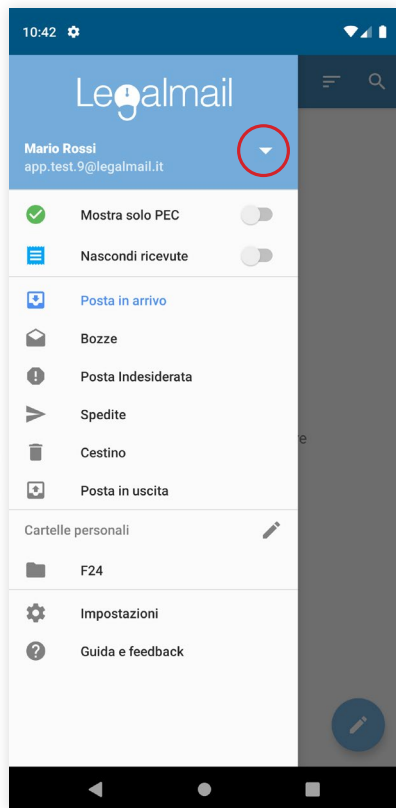 10:42
Legalmail
Mario Rossi
app.test.9@legalmail.it
Mostra solo PEC
Nascondi ricevute
Posta in arrivo
Bozze
Posta Indesiderata
Spedite
re
Cestino
Posta in uscita
Cartelle personali
F24
Impostazioni
Guida e feedback